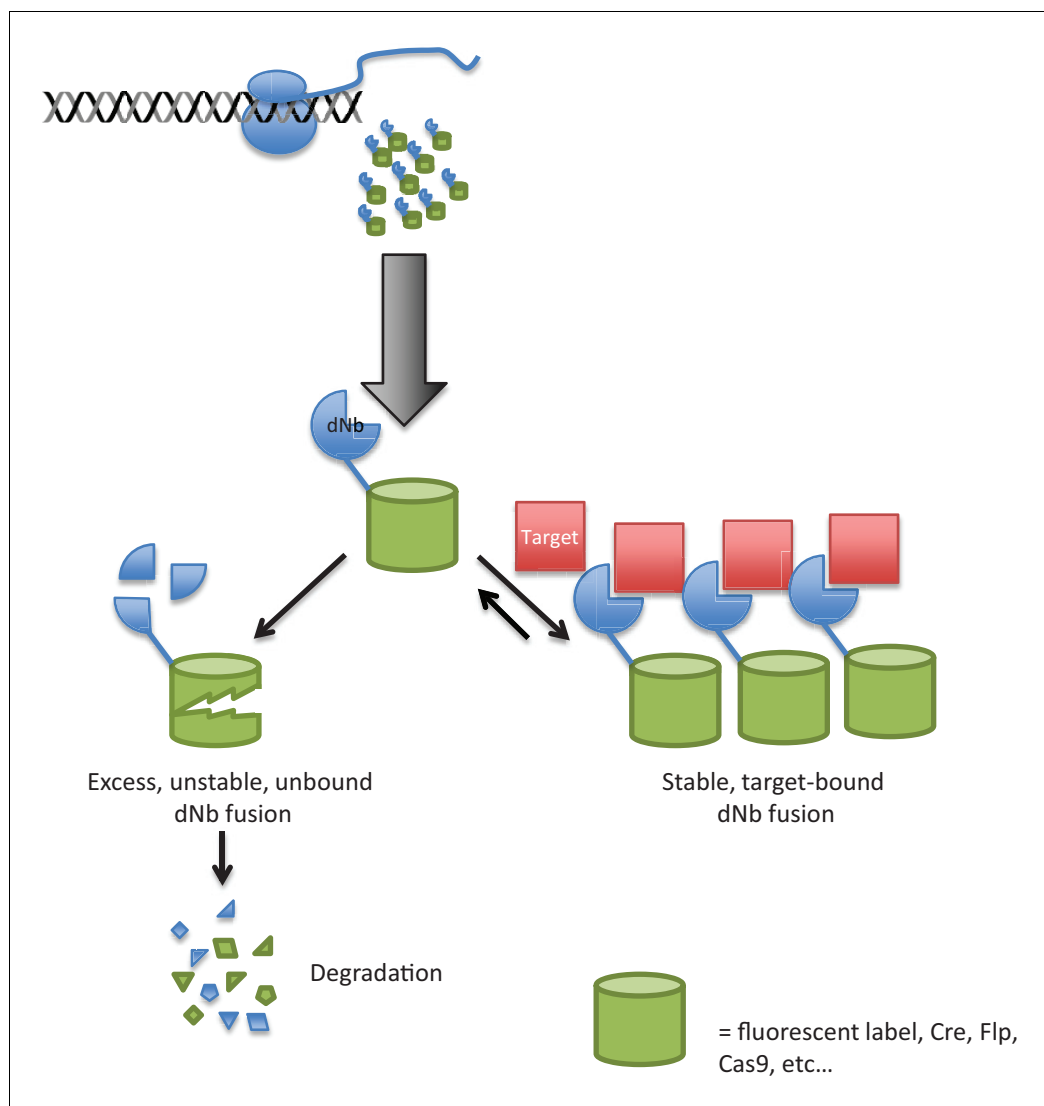 dNb
Target
Excess, unstable, unbound
dNb fusion
Stable, target-bound
dNb fusion
Degradation
= fluorescent label, Cre, Flp,
Cas9, etc...